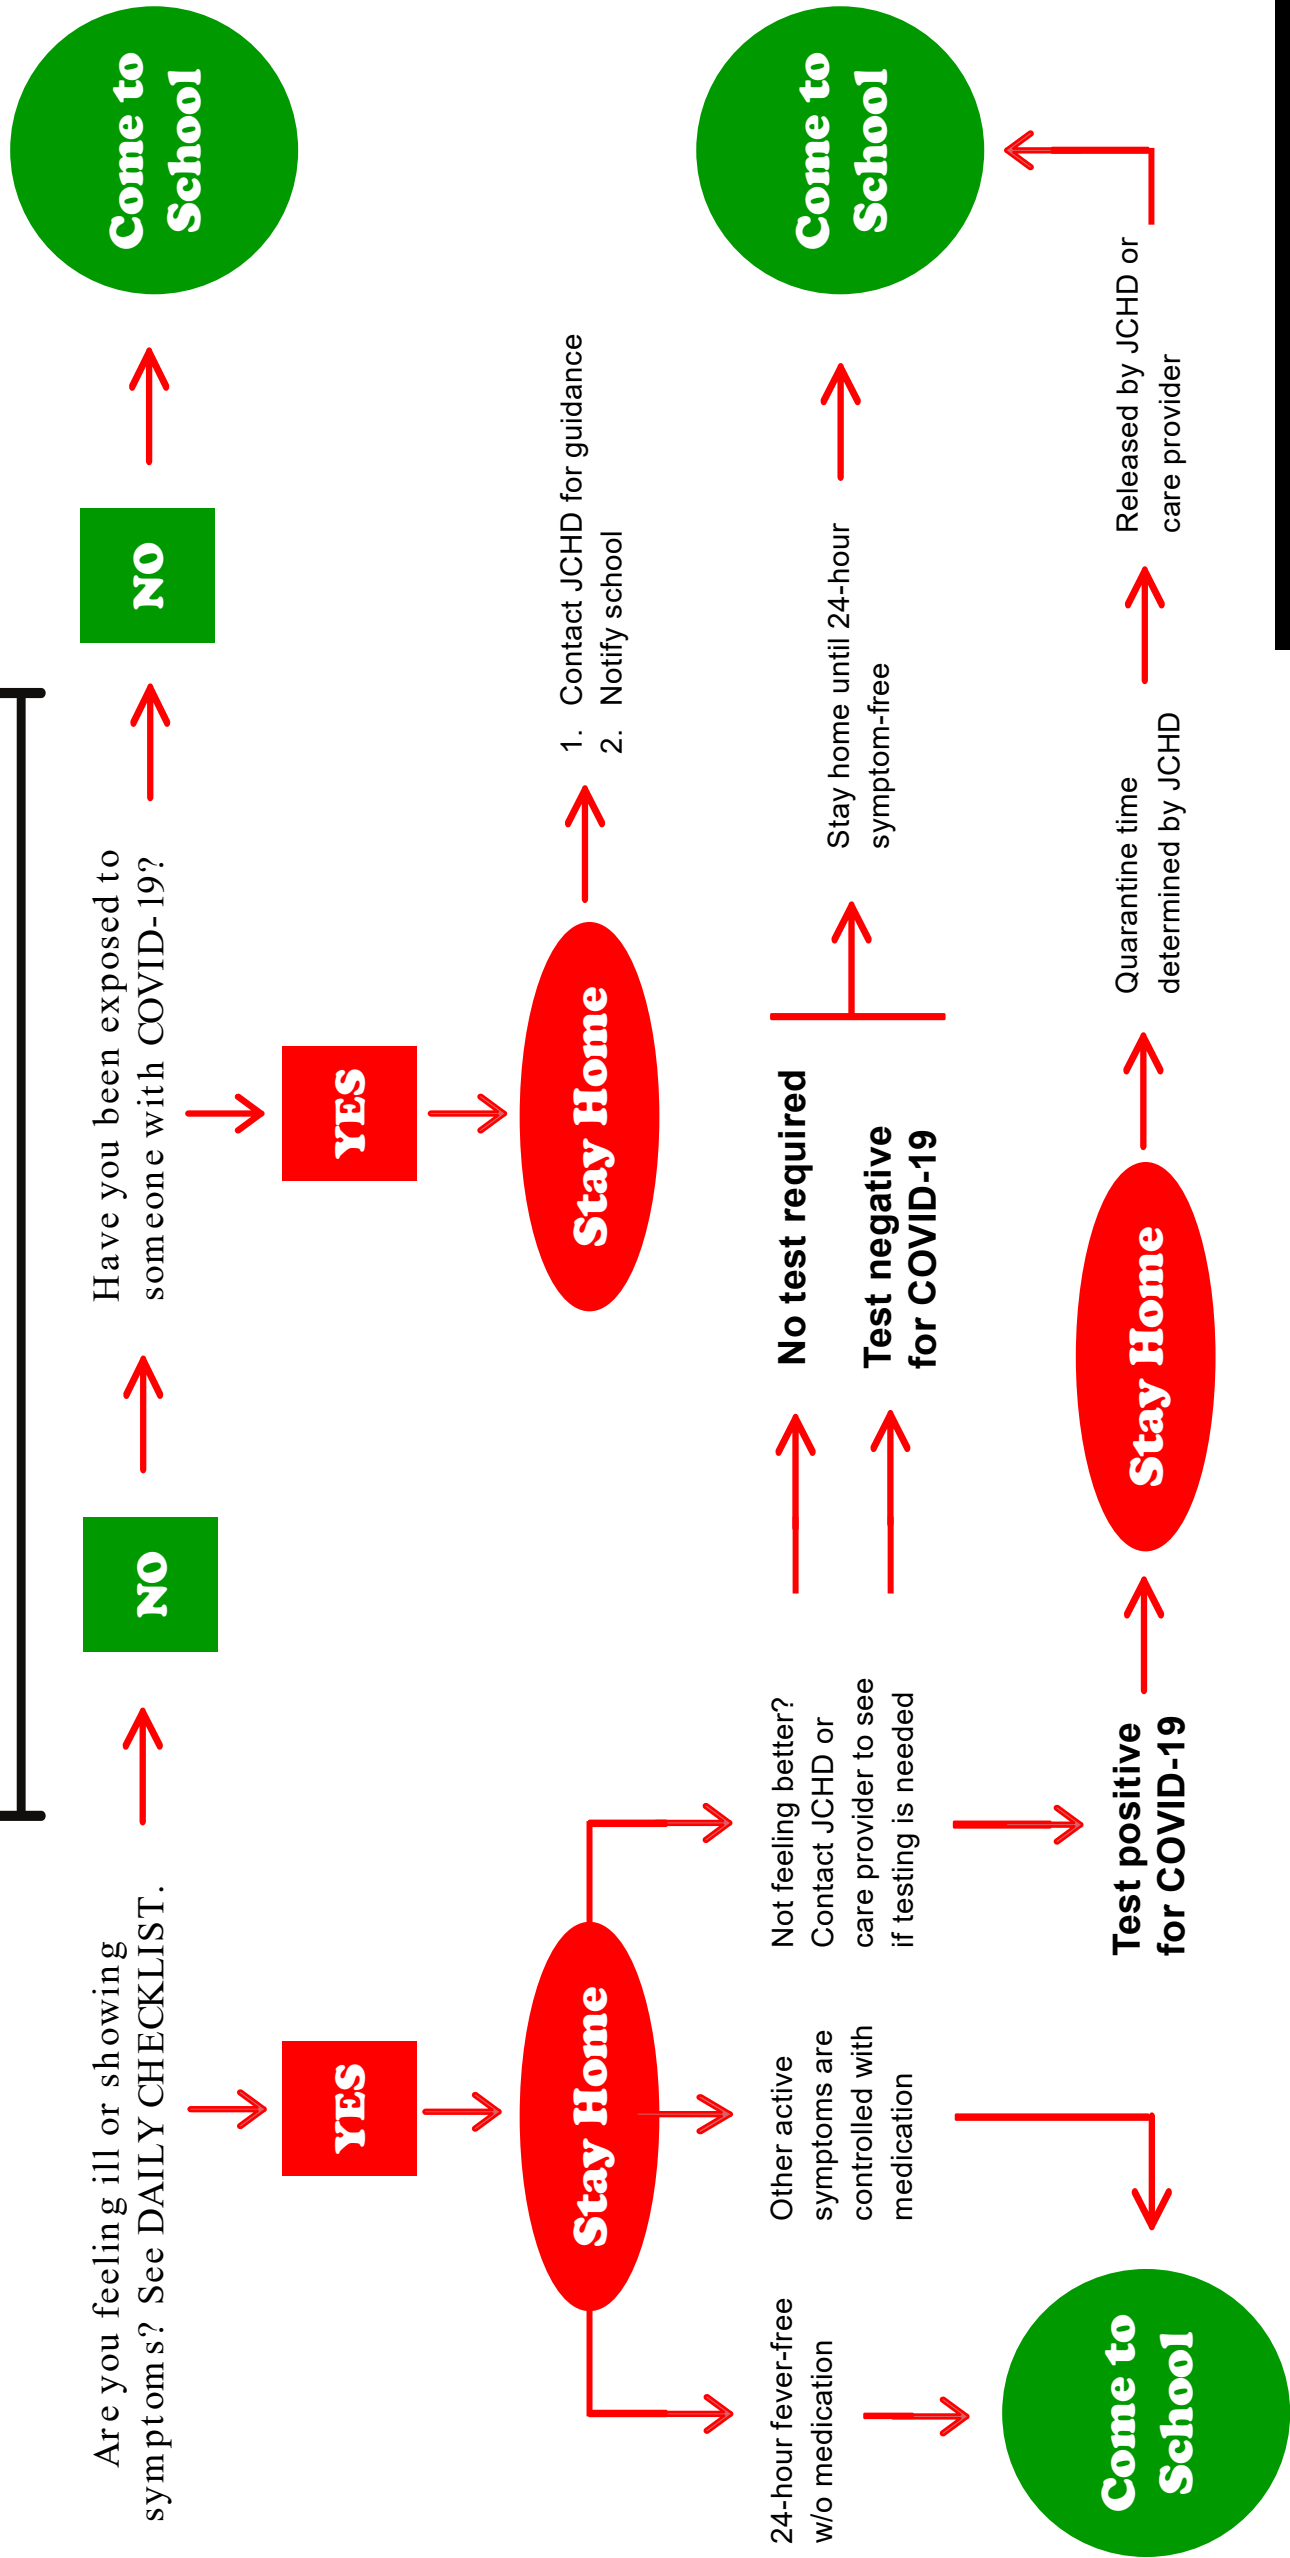 Are you feeling ill or showing
symptoms? See DAILY CHECKLIST.
NO
Have you been exposed to
someone with COVID-19?
NO
Come to
School
YES
YES
Stay Home
Stay Home
1. Contact JCHD for guidance
2. Notify school
24-hour fever-free
w/o medication
Other active
symptoms are
controlled with
medication
Not feeling better?
Contact JCHD or
care provider to see
if testing is needed
No test required
Test negative
for COVID-19
Stay home until 24-hour
symptom-free
Come to
School
Come to
School
Test positive
for COVID-19
Stay Home
Quarantine time
determined by JCHD
Released by JCHD or
care provider